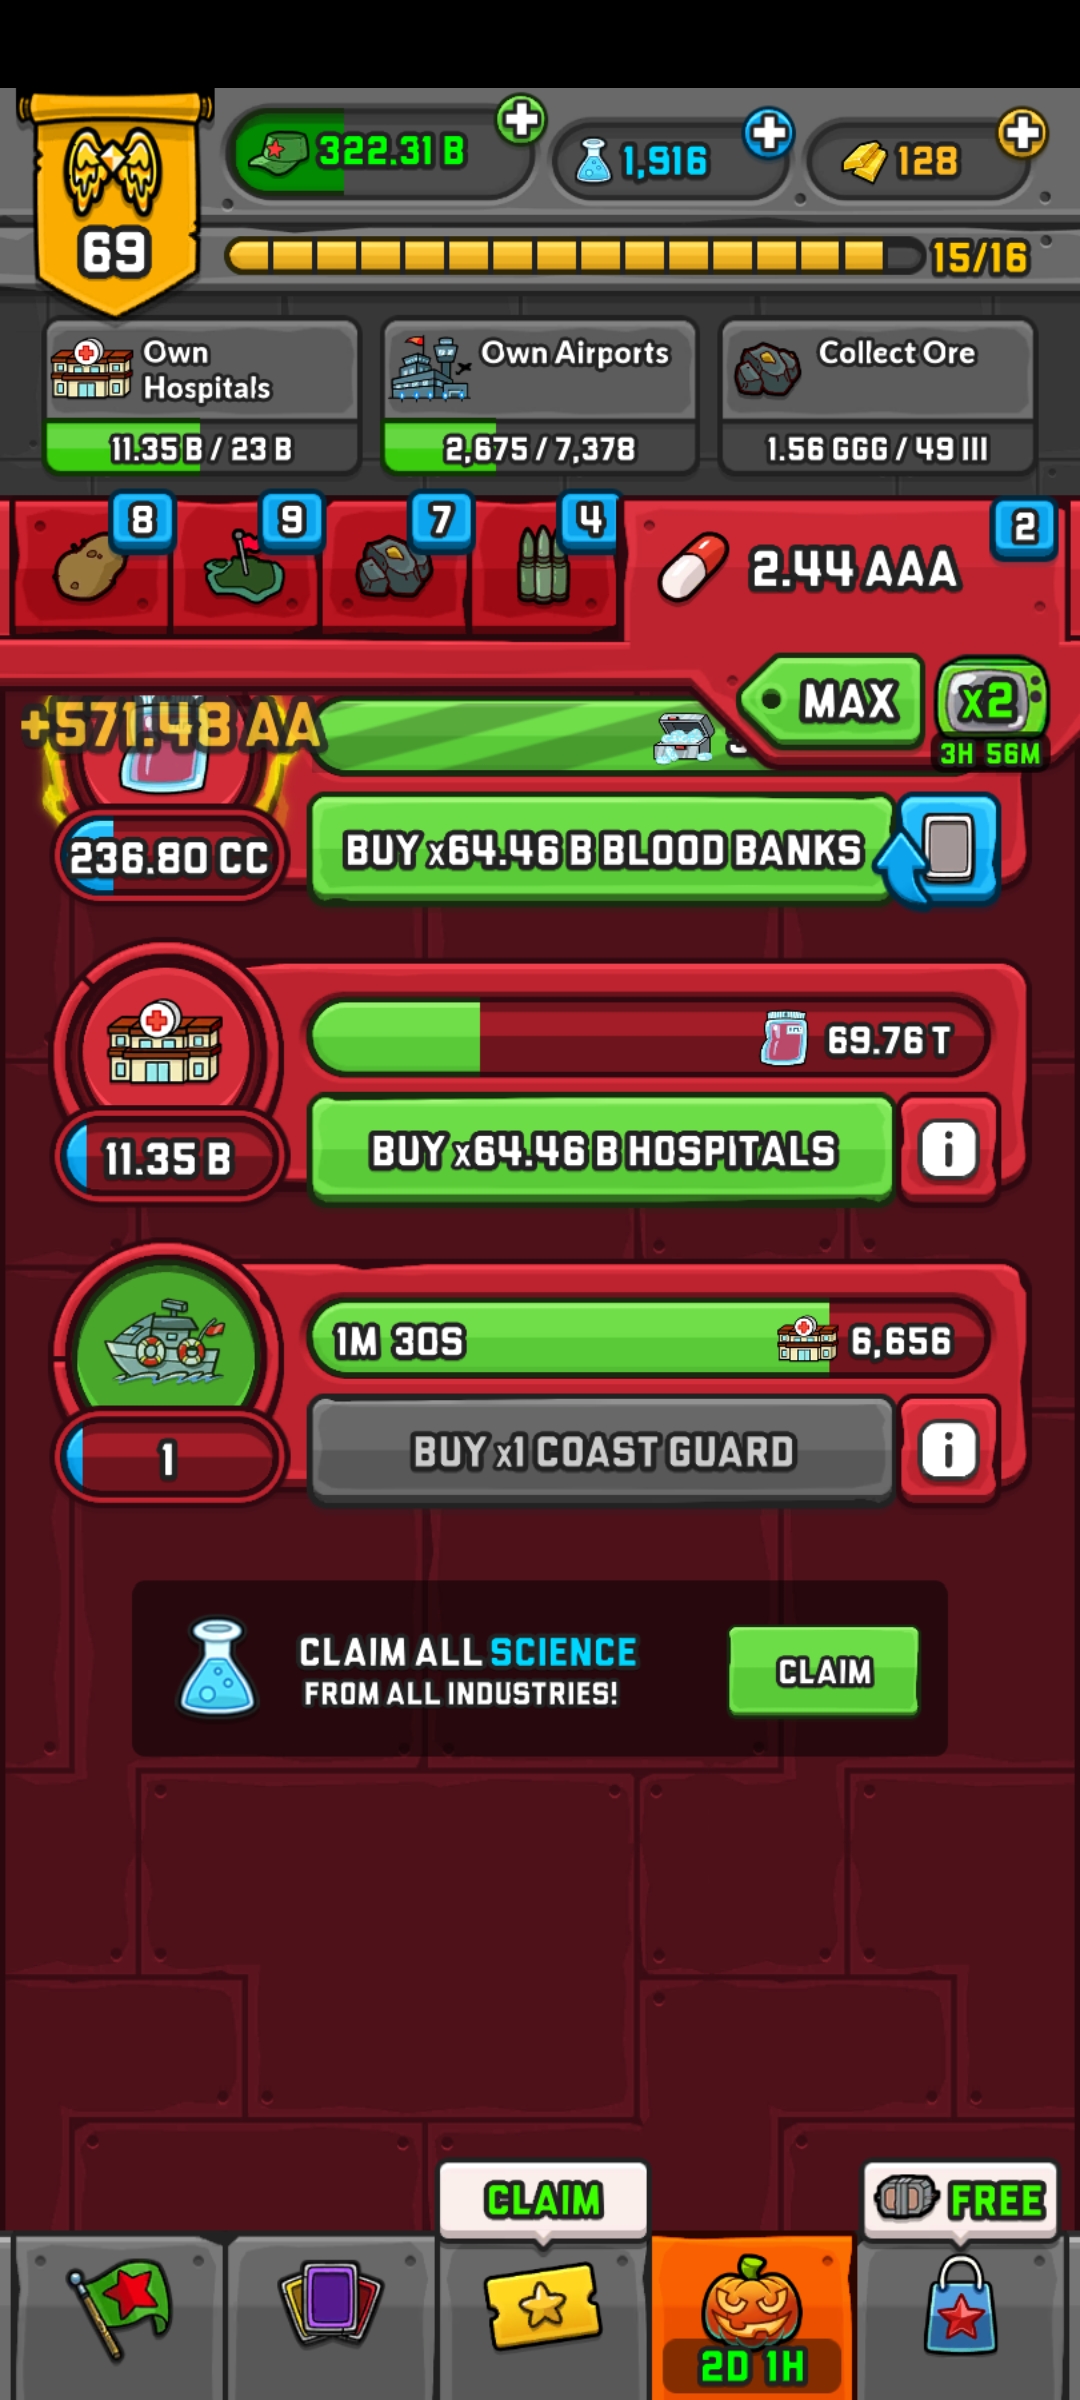 322.31 B
1,916
128
69
15/16
Own
Hospitals
11.35 B / 23 B
Own Airports
2,675 / 7,378
Collect Ore
1.56 GGG / 49 III
8
9
7
4
2
2.44 AAA
MAX
x2
3H 56M
+571.48 AA
236.80 CC
BUY x64.46 B BLOOD BANKS
69.76 T
11.35 B
BUY x64.46 B HOSPITALS
i
1M 30S
6,656
1
BUY x1 COAST GUARD
i
CLAIM ALL SCIENCE
FROM ALL INDUSTRIES!
CLAIM
CLAIM
FREE
2D 1H